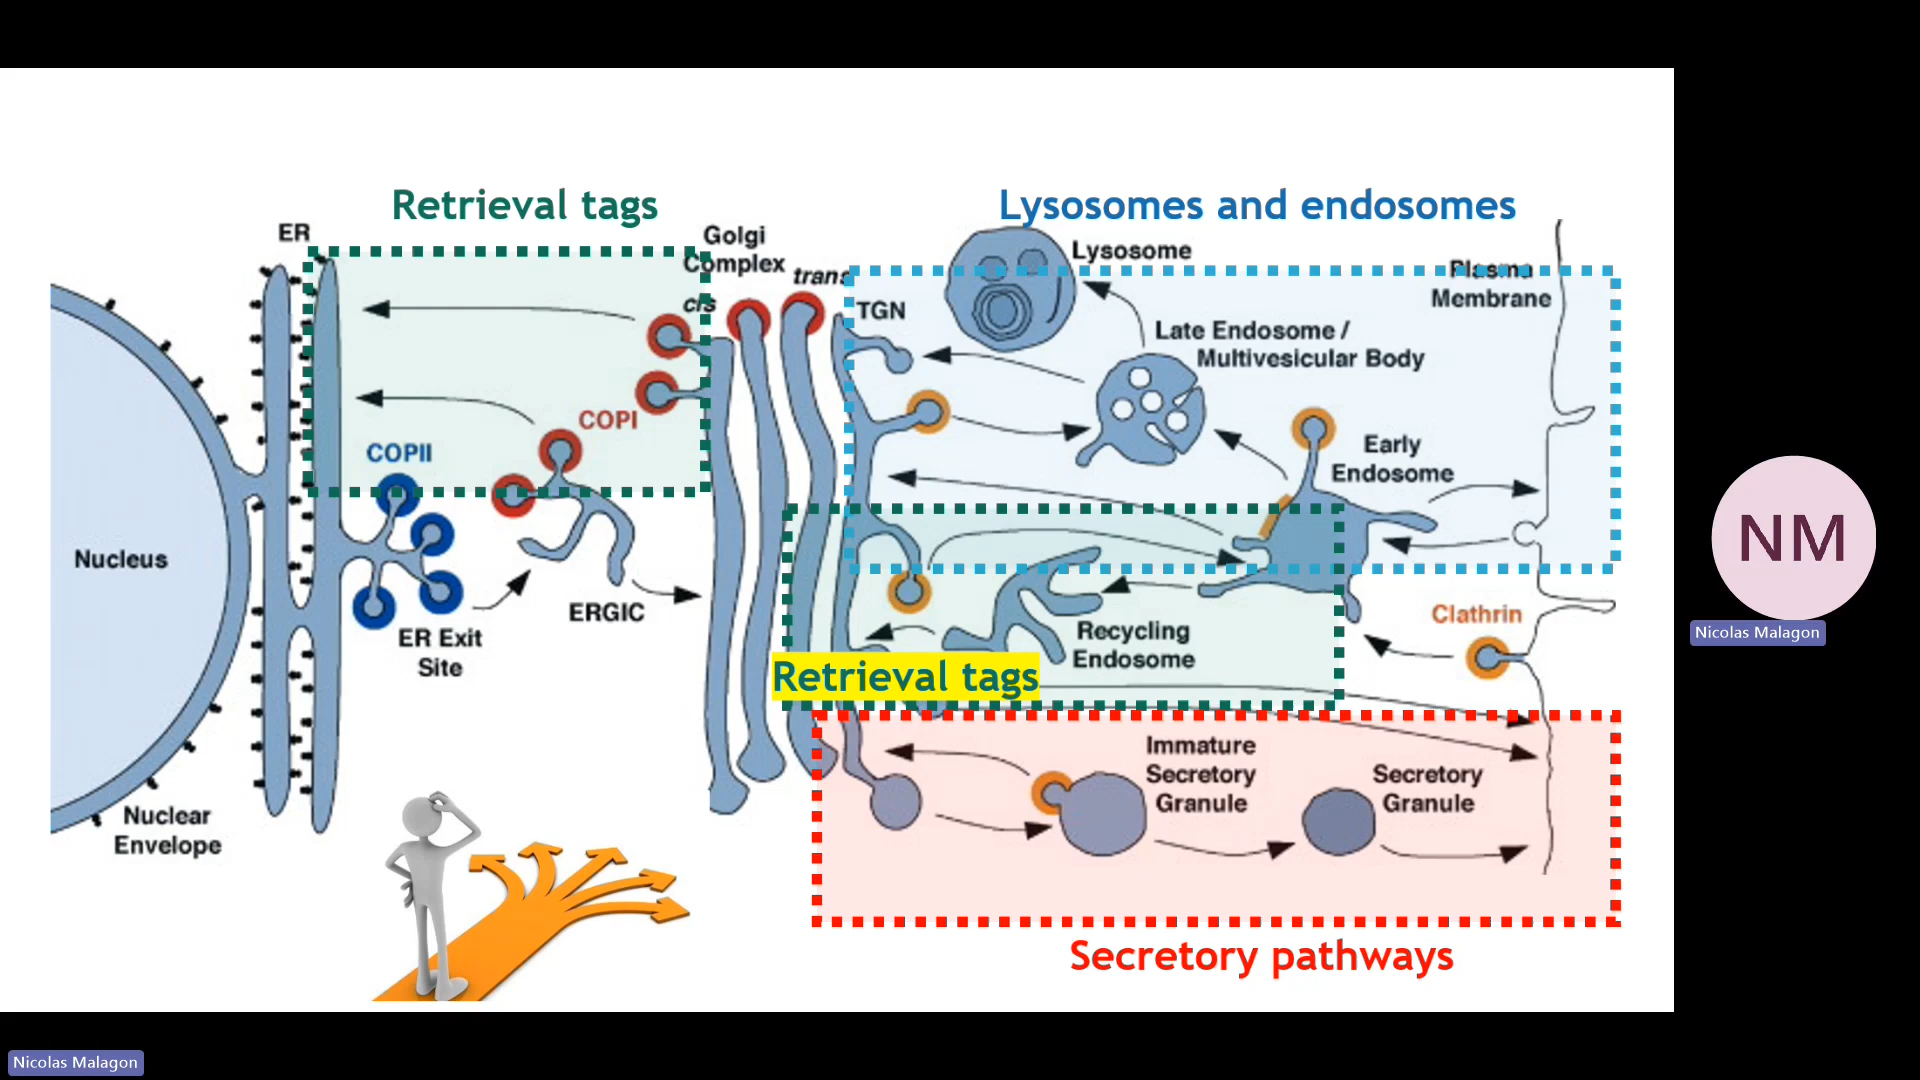 Retrieval tags
Lysosomes and endosomes
ER
Golgi
Complex
cis
trans
TGN
Lysosome
Plasma
Membrane
Late Endosome /
Multivesicular Body
COPI
COPII
Early
Endosome
Nucleus
ERGIC
ER Exit
Site
Clathrin
Recycling
Endosome
Retrieval tags
Immature
Secretory
Granule
Secretory
Granule
Nuclear
Envelope
Secretory pathways
NM
Nicolas Malagon
Nicolas Malagon